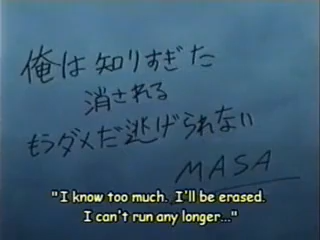 俺は知りすぎた
消される
もうダメだ逃げられない
MASA
"I know too much. I'll be erased.
I can't run any longer..."